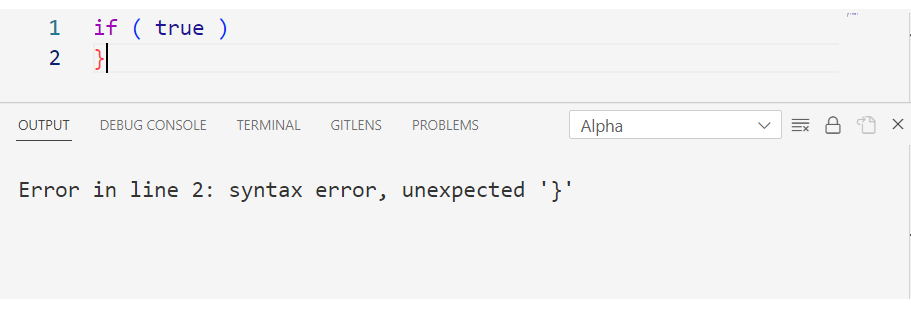 1 if ( true )
2 }
OUTPUT DEBUG CONSOLE TERMINAL GITLENS PROBLEMS Alpha
Error in line 2: syntax error, unexpected '}'